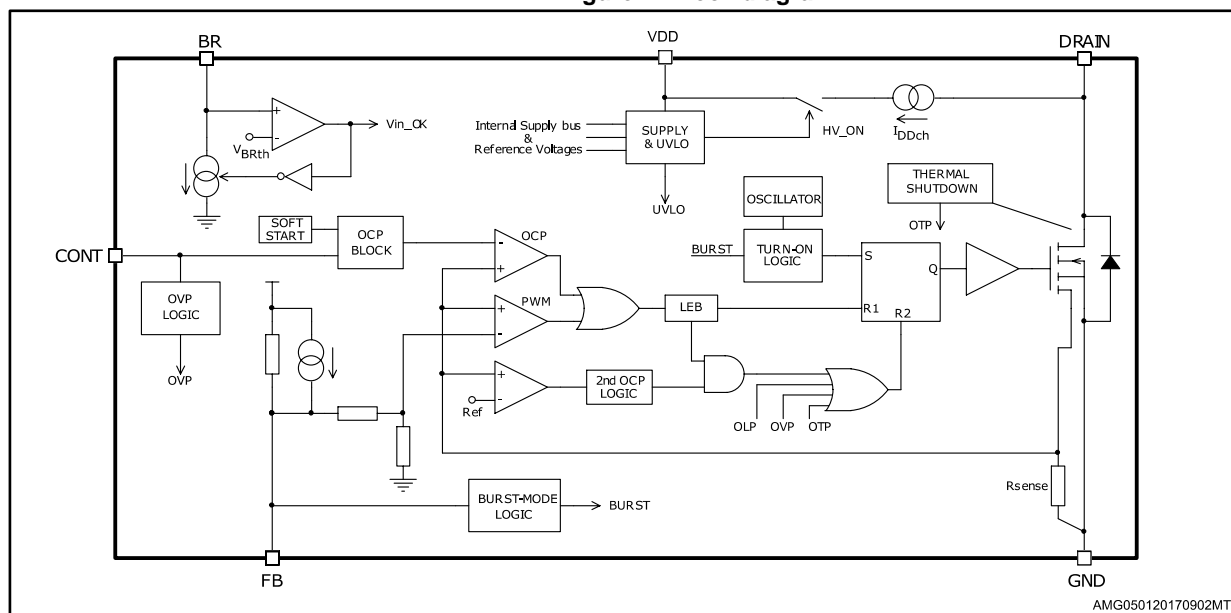 BR
VDD
DRAIN
Vin_OK
VBRth
Internal Supply bus
&
Reference Voltages
SUPPLY
& UVLO
HV_ON
IDDch
UVLO
THERMAL
SHUTDOWN
OTP
SOFT
START
OCP
BLOCK
OSCILLATOR
TURN-ON
LOGIC
BURST
CONT
OVP
LOGIC
OVP
OCP
PWM
LEB
S
Q
R1
R2
Ref
2nd OCP
LOGIC
OLP
OVP
OTP
BURST-MODE
LOGIC
BURST
Rsense
FB
GND
AMG050120170902MT